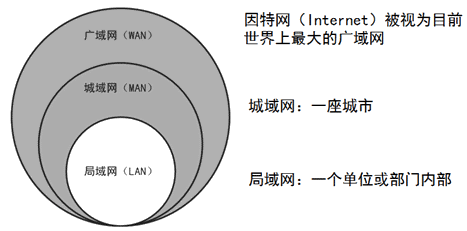 广域网（WAN）
城域网（MAN）
局域网（LAN）
因特网（Internet）被视为目前
世界上最大的广域网
城域网：一座城市
局域网：一个单位或部门内部